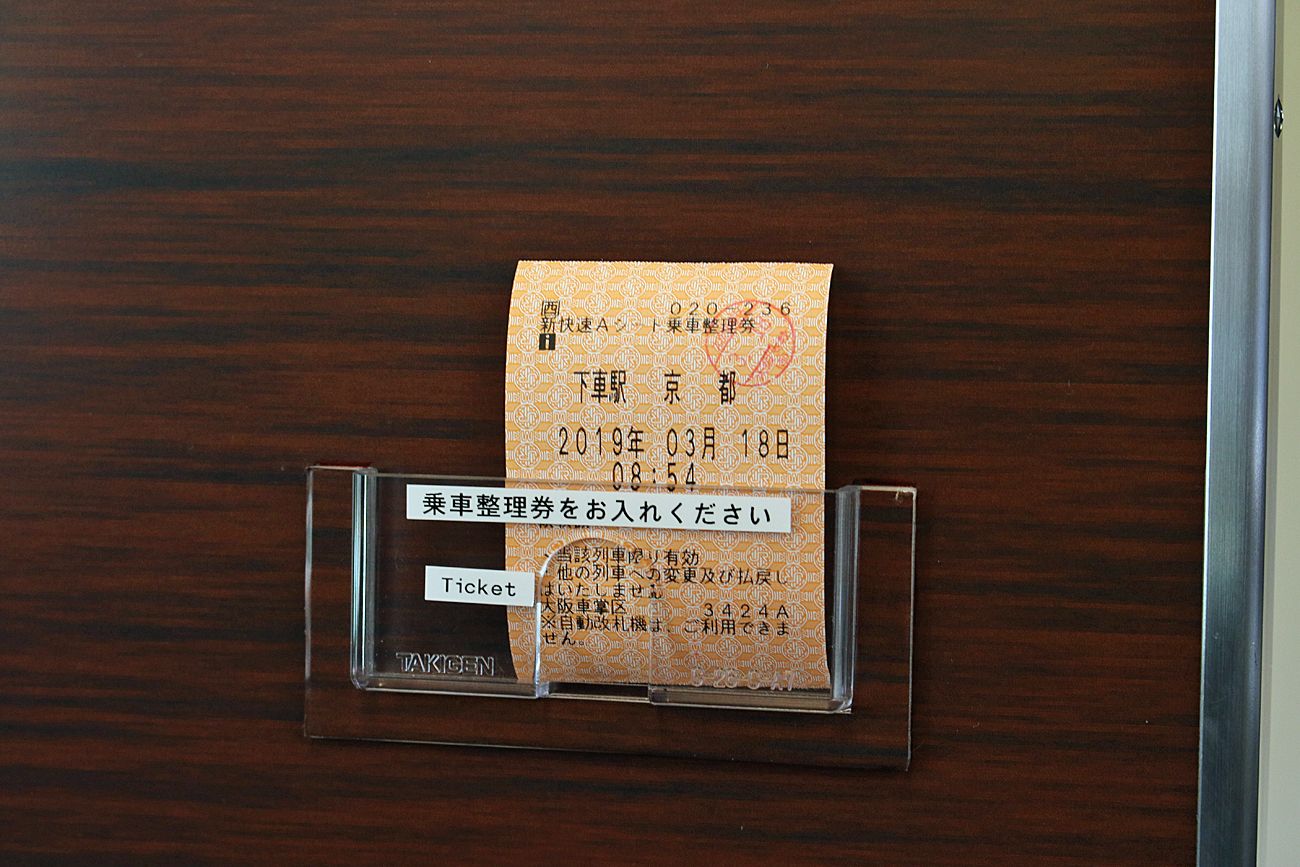 西 020 236
新快速Aシート乗車整理券
i
下車駅 京都
2019年 03月 18日
08:54
乗車整理券をお入れください
・当該列車限り有効
・他の列車への変更及び払戻し
はいたしません
Ticket
大阪車掌区 3424A
※自動改札機は、ご利用できま
せん。
TAKIGEN